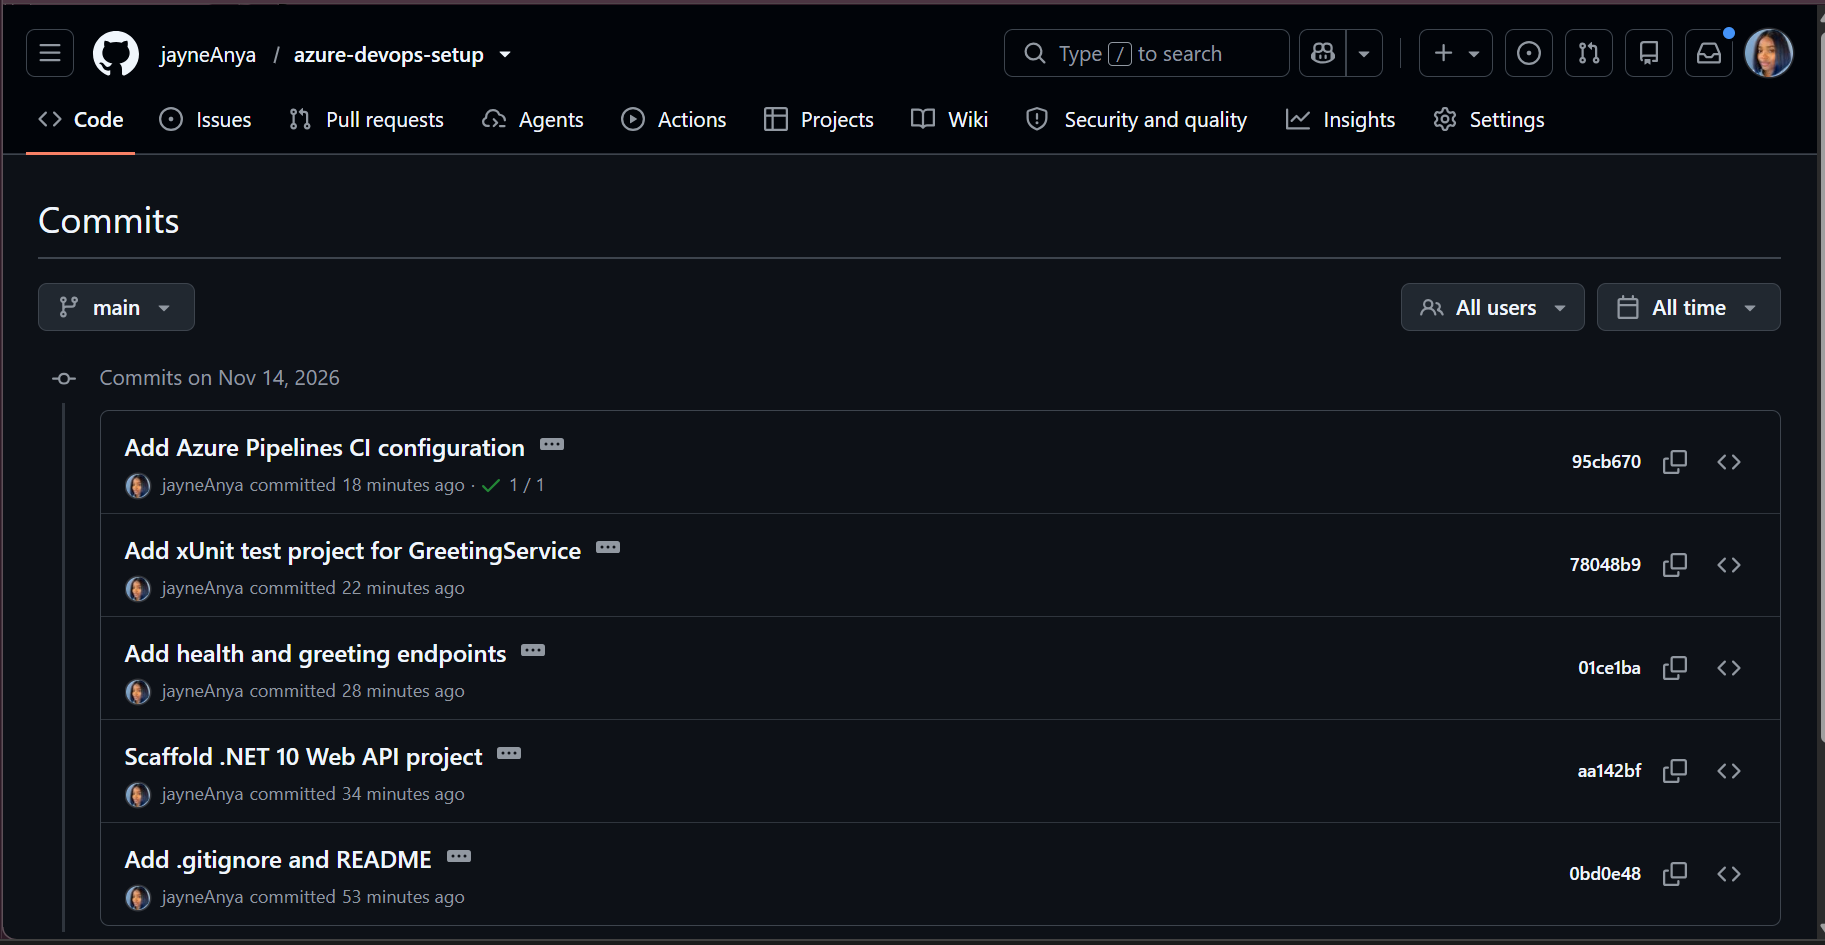 jayneAnya / azure-devops-setup
Type / to search
Code Issues Pull requests Agents Actions Projects Wiki Security and quality Insights Settings
Commits
main
All users All time
Commits on Nov 14, 2026
Add Azure Pipelines CI configuration
95cb670
jayneAnya committed 18 minutes ago · 1 / 1
Add xUnit test project for GreetingService
78048b9
jayneAnya committed 22 minutes ago
Add health and greeting endpoints
01ce1ba
jayneAnya committed 28 minutes ago
Scaffold .NET 10 Web API project
aa142bf
jayneAnya committed 34 minutes ago
Add .gitignore and README
0bd0e48
jayneAnya committed 53 minutes ago